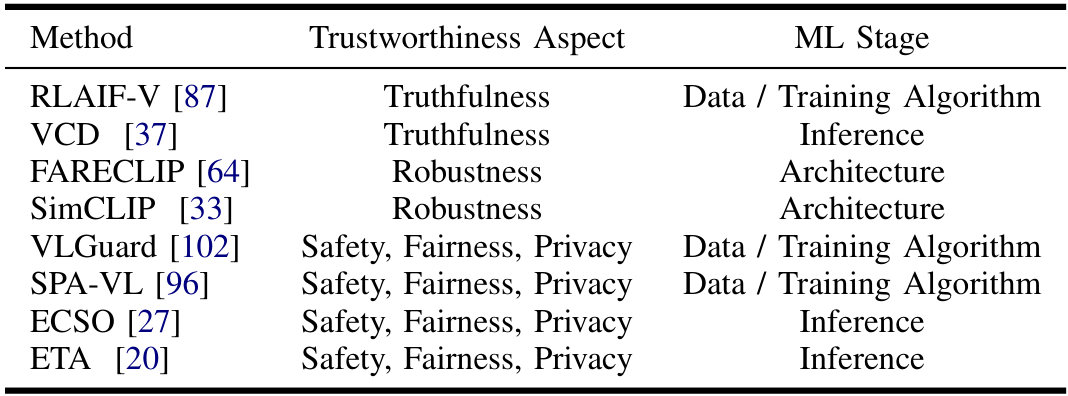 Method Trustworthiness Aspect ML Stage
RLAIF-V [87] Truthfulness Data / Training Algorithm
VCD [37] Truthfulness Inference
FARECLIP [64] Robustness Architecture
SimCLIP [33] Robustness Architecture
VLGuard [102] Safety, Fairness, Privacy Data / Training Algorithm
SPA-VL [96] Safety, Fairness, Privacy Data / Training Algorithm
ECSO [27] Safety, Fairness, Privacy Inference
ETA [20] Safety, Fairness, Privacy Inference